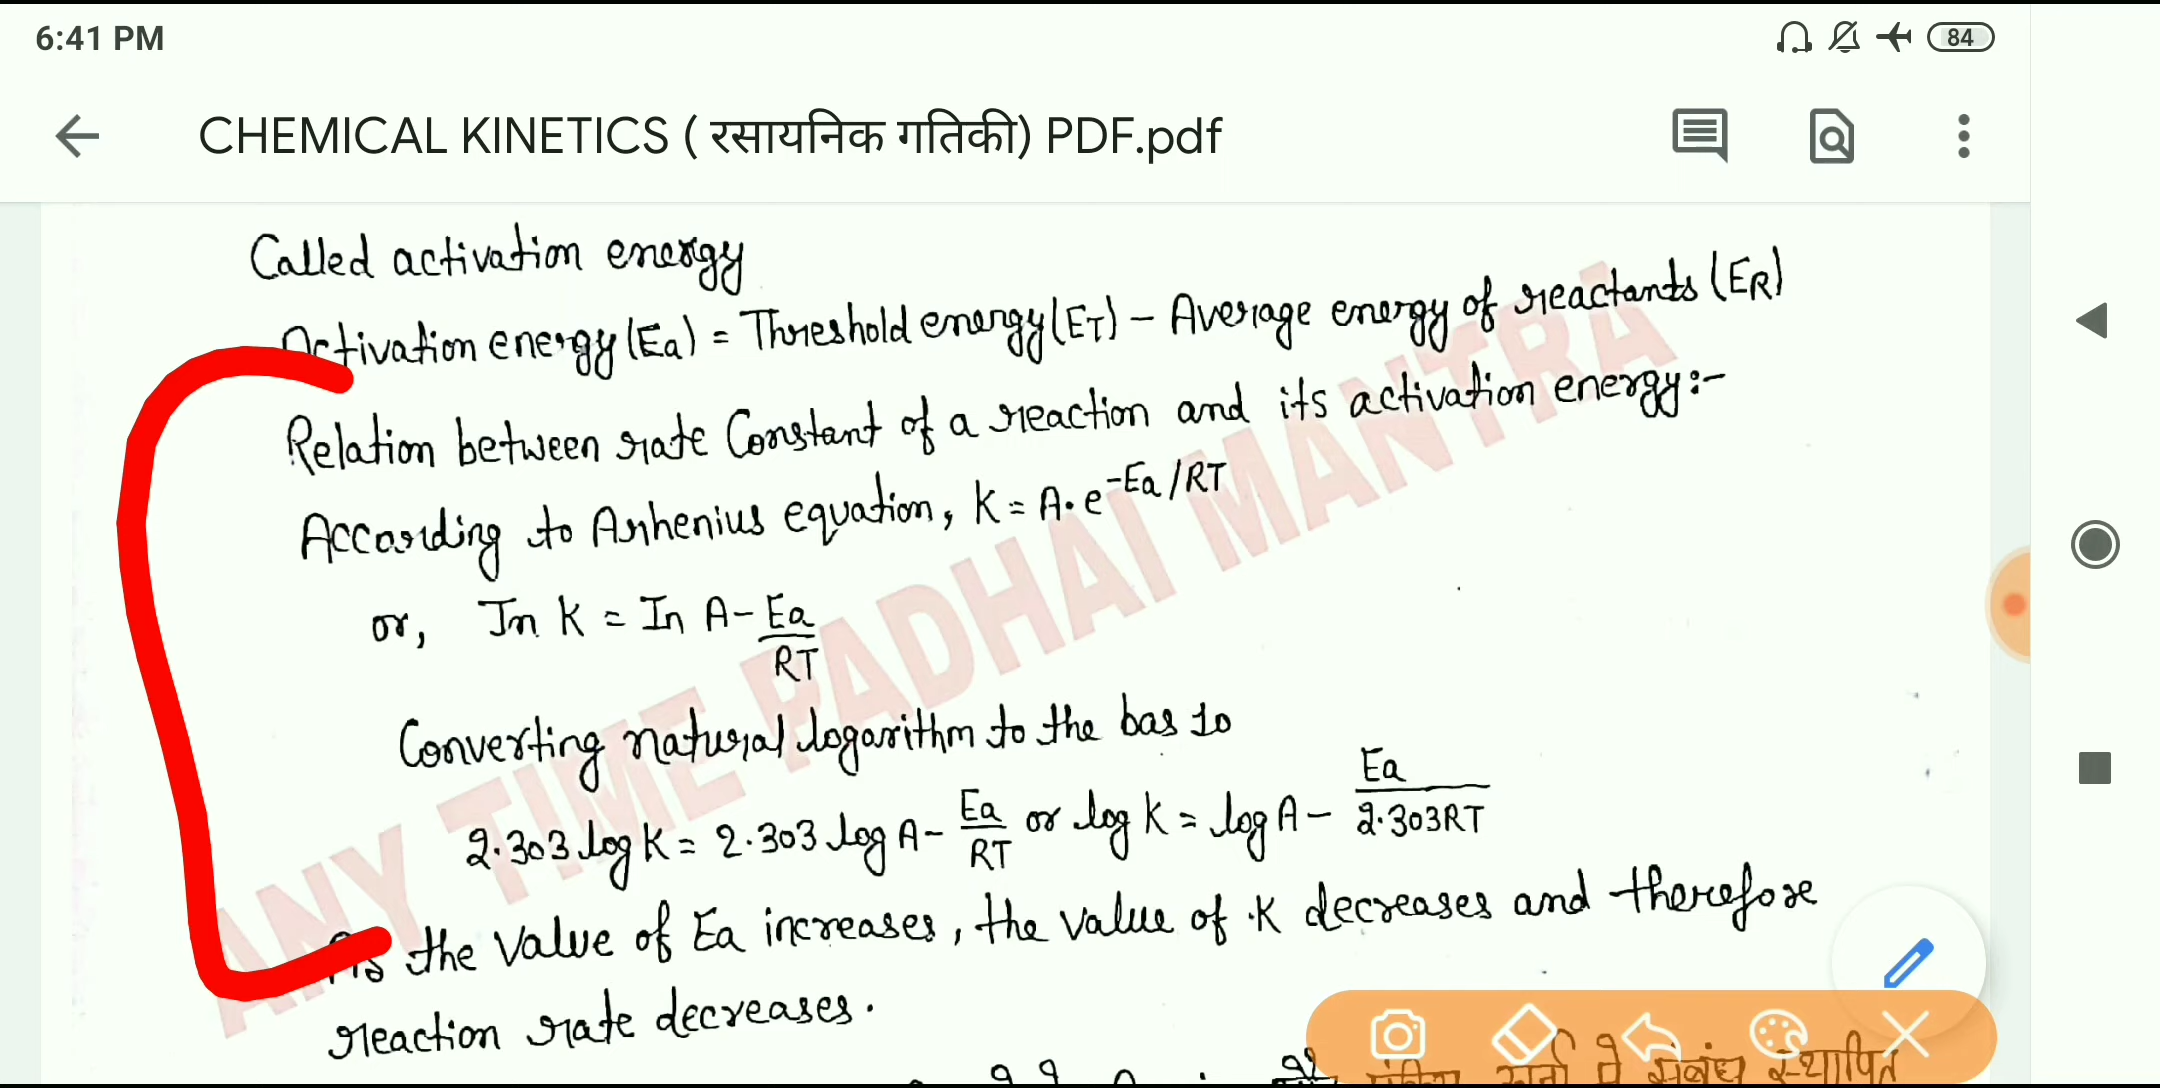 6:41 PM
84
CHEMICAL KINETICS ( रसायनिक गतिकी) PDF.pdf
Called activation energy
Activation energy (Ea) = Threshold energy (ET) - Average energy of reactants (ER)
Relation between rate Constant of a reaction and its activation energy:-
According to Arrhenius equation, K = A. e-Ea/RT
or, In K = In A - Ea/RT
Converting natural logarithm to the bas 10
2.303 log K = 2.303 log A - Ea/RT or log K = log A - Ea/2.303RT
As the value of Ea increases, the value of K decreases and therefore
reaction rate decreases.
ANY TIME PADHAI MANTRA